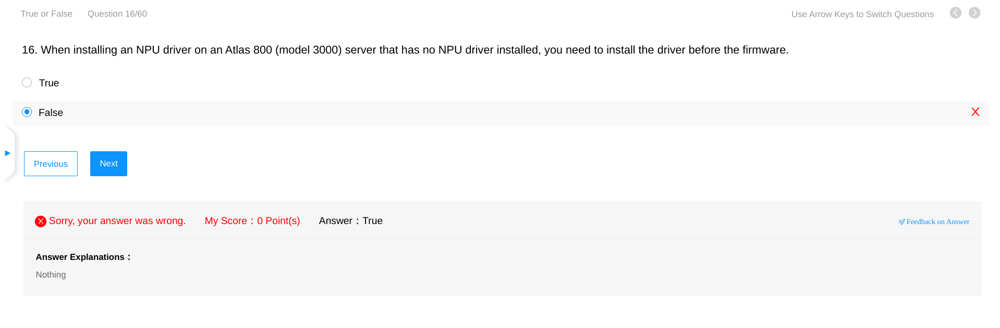 True or False Question 16/60 Use Arrow Keys to Switch Questions
16. When installing an NPU driver on an Atlas 800 (model 3000) server that has no NPU driver installed, you need to install the driver before the firmware.
True
False
Previous Next
Sorry, your answer was wrong. My Score：0 Point(s) Answer：True Feedback on Answer
Answer Explanations：
Nothing